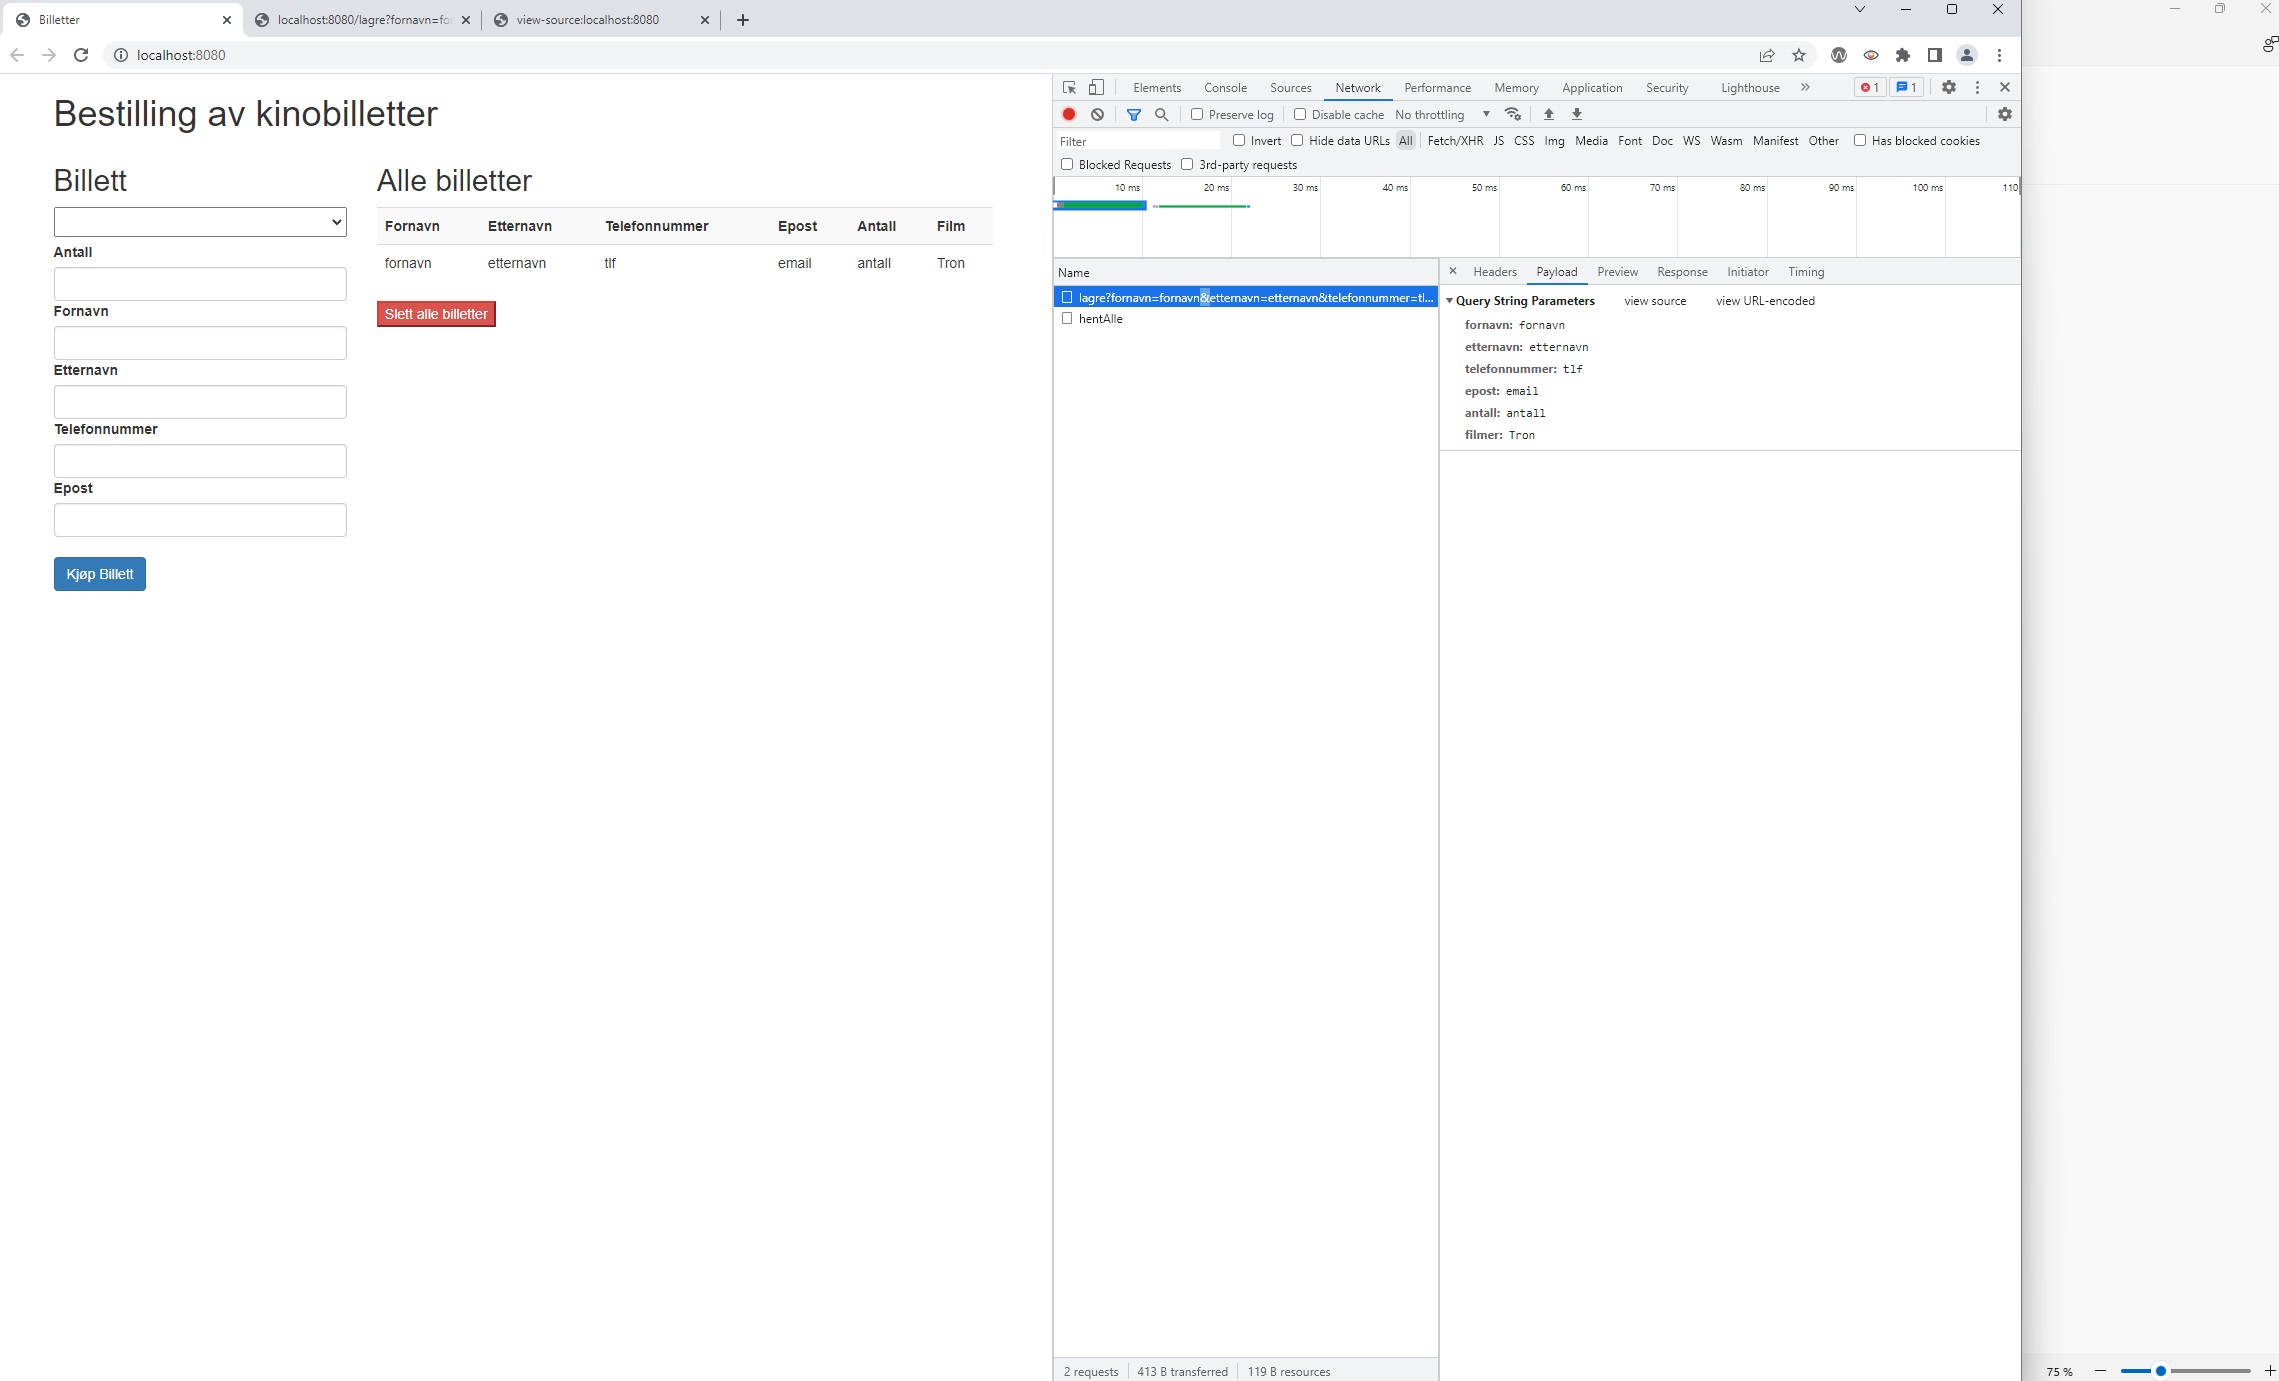 Billetter
localhost:8080/lagre?fornavn=fo
view-source:localhost:8080
localhost:8080
Bestilling av kinobilletter
Billett
Antall
Fornavn
Etternavn
Telefonnummer
Epost
Kjøp Billett
Alle billetter
Fornavn Etternavn Telefonnummer Epost Antall Film
fornavn etternavn tlf email antall Tron
Slett alle billetter
Elements Console Sources Network Performance Memory Application Security Lighthouse » 1 1
Preserve log Disable cache No throttling
Filter Invert Hide data URLs All Fetch/XHR JS CSS Img Media Font Doc WS Wasm Manifest Other Has blocked cookies
Blocked Requests 3rd-party requests
10 ms 20 ms 30 ms 40 ms 50 ms 60 ms 70 ms 80 ms 90 ms 100 ms 110
Name
lagre?fornavn=fornavn&etternavn=etternavn&telefonnummer=tl...
hentAlle
Headers Payload Preview Response Initiator Timing
Query String Parameters view source view URL-encoded
fornavn: fornavn
etternavn: etternavn
telefonnummer: tlf
epost: email
antall: antall
filmer: Tron
2 requests 413 B transferred 119 B resources
75 %